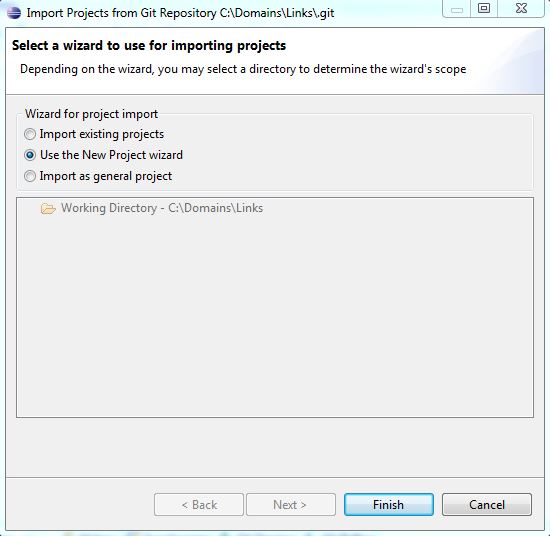 Import Projects from Git Repository C:\Domains\Links\.git
Select a wizard to use for importing projects
Depending on the wizard, you may select a directory to determine the wizard's scope
Wizard for project import
Import existing projects
Use the New Project wizard
Import as general project
Working Directory - C:\Domains\Links
< Back Next > Finish Cancel